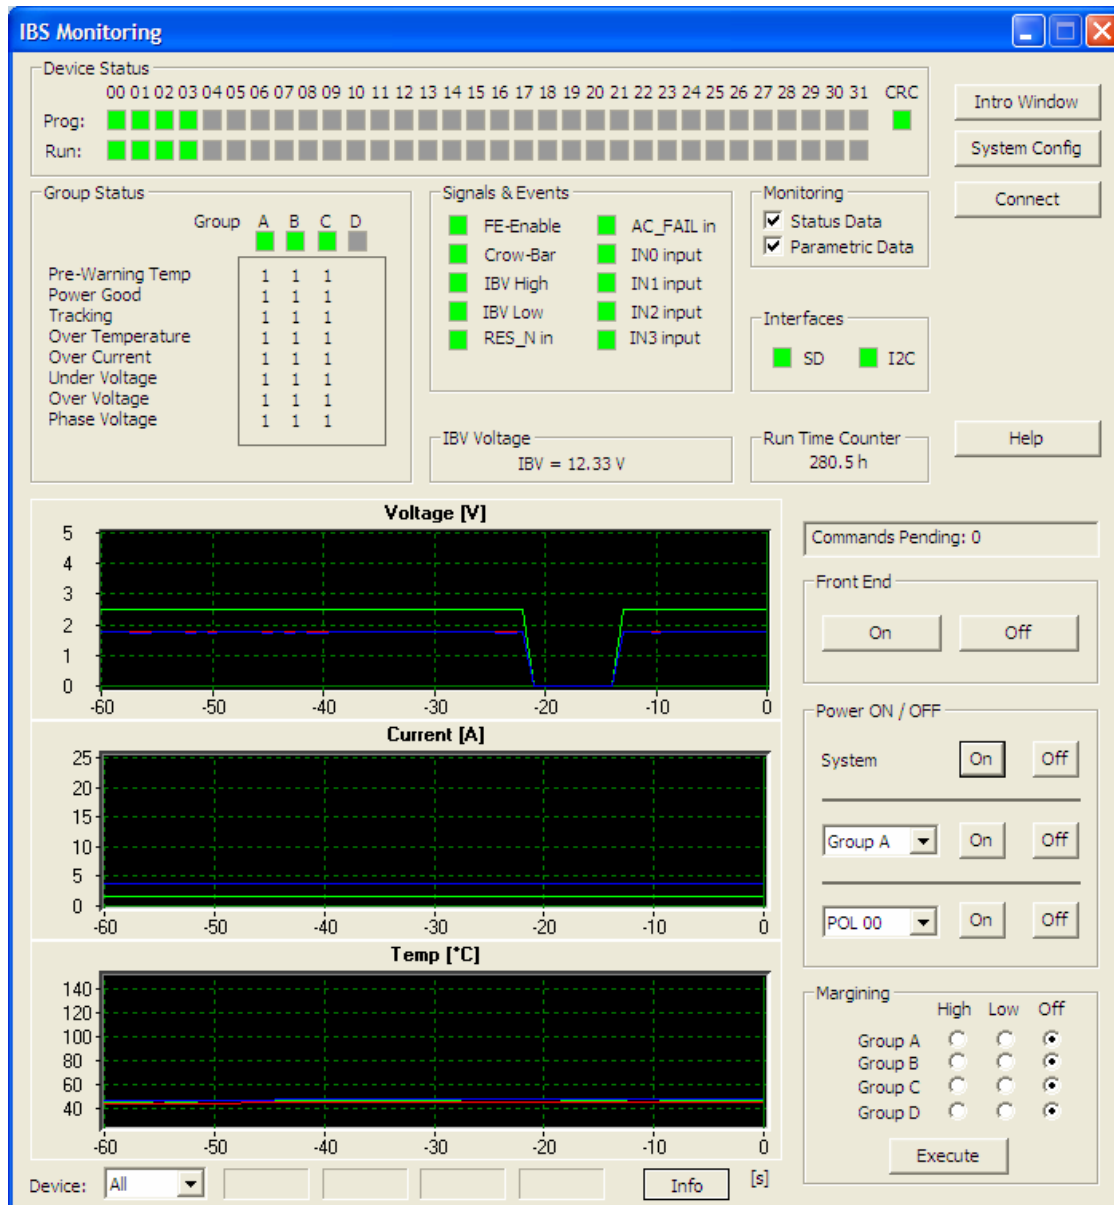 IBS Monitoring
Device Status
00 01 02 03 04 05 06 07 08 09 10 11 12 13 14 15 16 17 18 19 20 21 22 23 24 25 26 27 28 29 30 31 CRC
Prog:
Run:
Intro Window
System Config
Connect
Help
Group Status
Group A B C D
Pre-Warning Temp 1 1 1
Power Good 1 1 1
Tracking 1 1 1
Over Temperature 1 1 1
Over Current 1 1 1
Under Voltage 1 1 1
Over Voltage 1 1 1
Phase Voltage 1 1 1
Signals & Events
FE-Enable AC_FAIL in
Crow-Bar IN0 input
IBV High IN1 input
IBV Low IN2 input
RES_N in IN3 input
Monitoring
Status Data
Parametric Data
Interfaces
SD I2C
IBV Voltage
IBV = 12.33 V
Run Time Counter
280.5 h
Voltage [V]
5
4
3
2
1
0
-60 -50 -40 -30 -20 -10 0
Current [A]
25
20
15
10
5
0
-60 -50 -40 -30 -20 -10 0
Temp [°C]
140
120
100
80
60
40
-60 -50 -40 -30 -20 -10 0
Device: All Info [s]
Commands Pending: 0
Front End
On Off
Power ON / OFF
System On Off
Group A On Off
POL 00 On Off
Margining
High Low Off
Group A
Group B
Group C
Group D
Execute